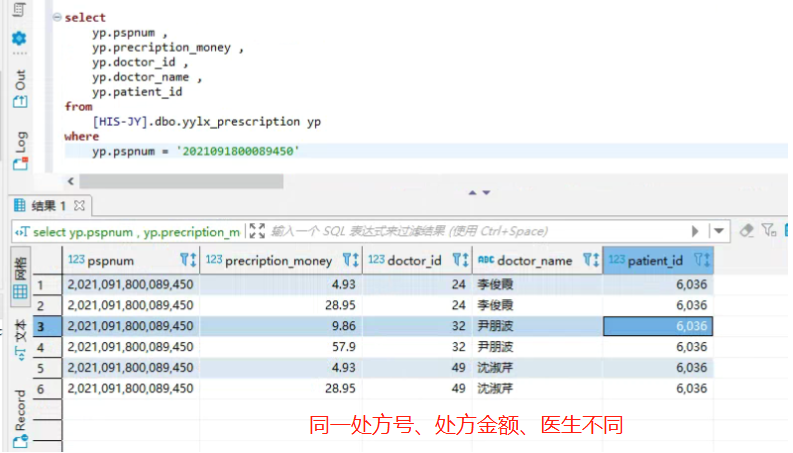 select
yp.pspnum ,
yp.precription_money ,
yp.doctor_id ,
yp.doctor_name ,
yp.patient_id
from
[HIS-JY].dbo.yylx_prescription yp
where
yp.pspnum = '2021091800089450'
Out
Log
结果 1
select yp.pspnum , yp.precription_m 输入一个 SQL 表达式来过滤结果 (使用 Ctrl+Space)
网格
文本
Record
123 pspnum 123 precription_money 123 doctor_id ABC doctor_name 123 patient_id
1 2,021,091,800,089,450 4.93 24 李俊霞 6,036
2 2,021,091,800,089,450 28.95 24 李俊霞 6,036
3 2,021,091,800,089,450 9.86 32 尹朋波 6,036
4 2,021,091,800,089,450 57.9 32 尹朋波 6,036
5 2,021,091,800,089,450 4.93 49 沈淑芹 6,036
6 2,021,091,800,089,450 28.95 49 沈淑芹 6,036
同一处方号、处方金额、医生不同